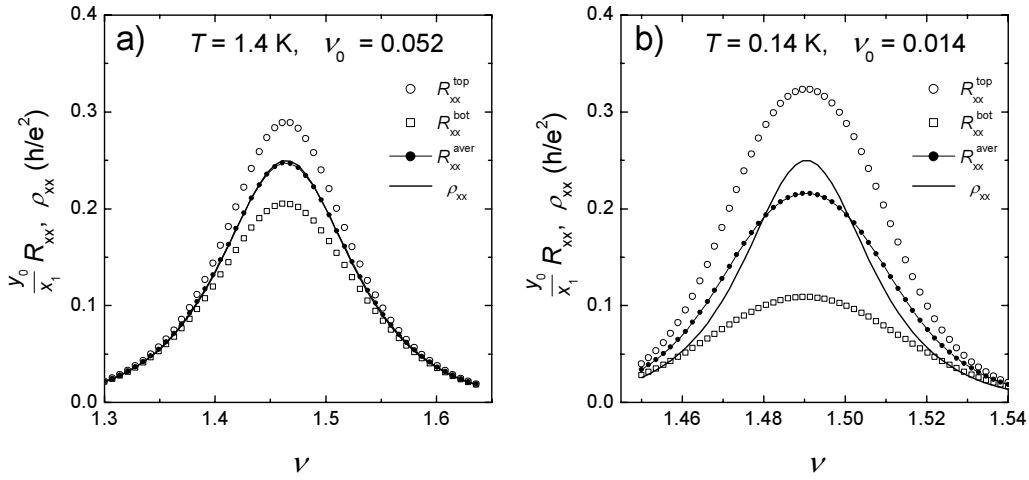 a) T = 1.4 K, ν₀ = 0.052
R_xx^top
R_xx^bot
R_xx^aver
ρ_xx
y₀/x₁ R_xx, ρ_xx (h/e²)
0.4
0.3
0.2
0.1
0.0
1.3 1.4 1.5 1.6
ν
b) T = 0.14 K, ν₀ = 0.014
R_xx^top
R_xx^bot
R_xx^aver
ρ_xx
y₀/x₁ R_xx, ρ_xx (h/e²)
0.4
0.3
0.2
0.1
0.0
1.46 1.48 1.50 1.52 1.54
ν